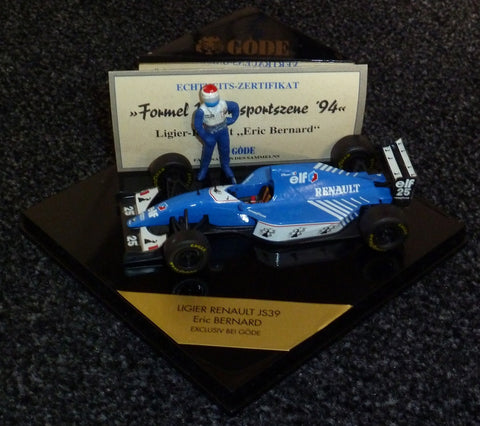 GÖDE
ECHTHEITS-ZERTIFIKAT
»Formel sportszene '94«
Ligier- „Eric Bernard"
GÖDE
elf
RENAULT
elf
25
25
25
LIGIER RENAULT JS39
Eric BERNARD
EXCLUSIV BEI GÖDE